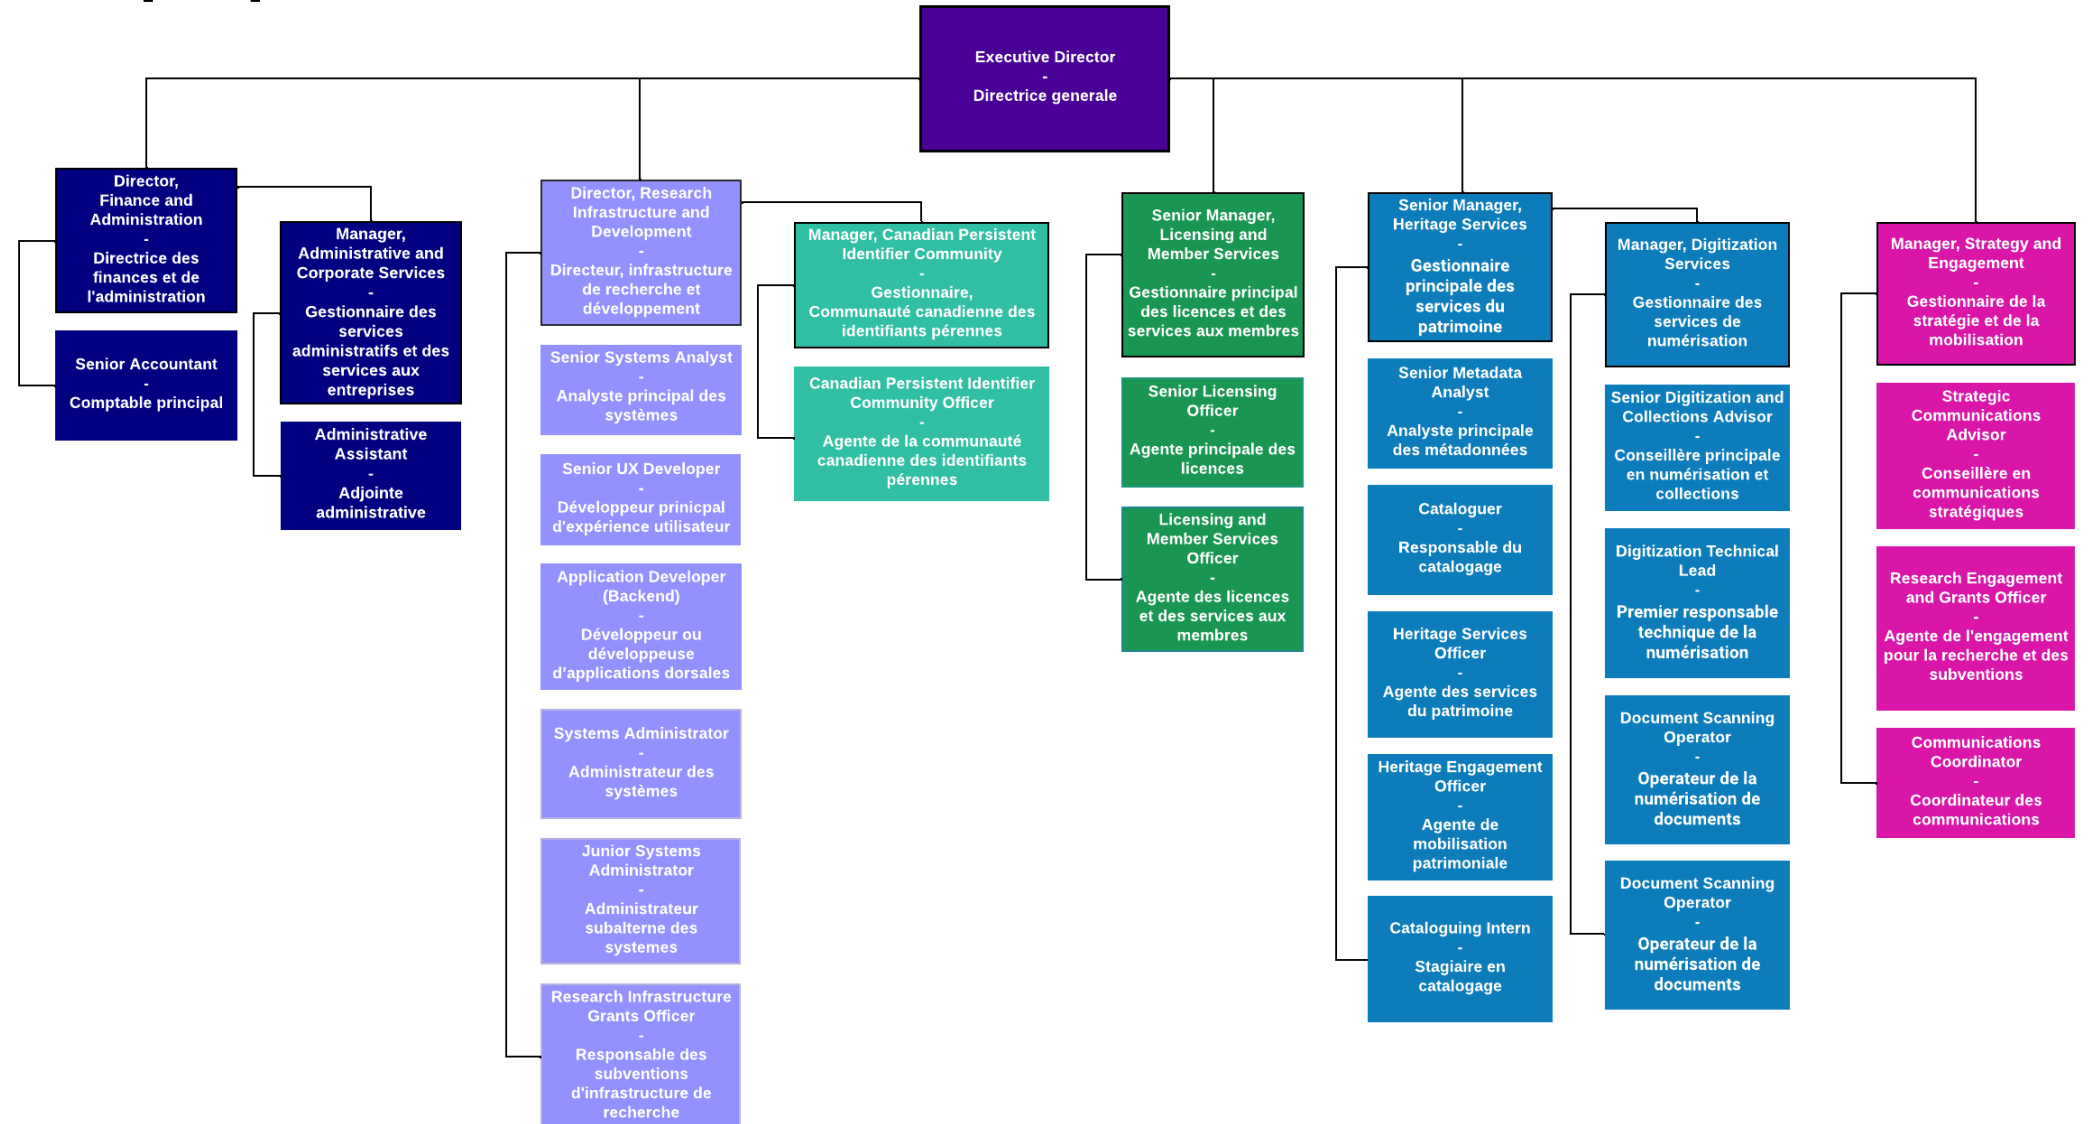 Executive Director
-
Directrice generale
Director,
Finance and
Administration
-
Directrice des
finances et de
l'administration
Senior Accountant
-
Comptable principal
Manager,
Administrative and
Corporate Services
-
Gestionnaire des
services
administratifs et des
services aux
entreprises
Administrative
Assistant
-
Adjointe
administrative
Director, Research
Infrastructure and
Development
-
Directeur, infrastructure
de recherche et
développement
Senior Systems Analyst
-
Analyste principal des
systèmes
Senior UX Developer
-
Développeur prinicpal
d'expérience utilisateur
Application Developer
(Backend)
-
Développeur ou
développeuse
d’applications dorsales
Systems Administrator
-
Administrateur des
systèmes
Junior Systems
Administrator
-
Administrateur
subalterne des
systemes
Research Infrastructure
Grants Officer
-
Responsable des
subventions
d'infrastructure de
recherche
Manager, Canadian Persistent
Identifier Community
-
Gestionnaire,
Communauté canadienne des
identifiants pérennes
Canadian Persistent Identifier
Community Officer
-
Agente de la communauté
canadienne des identifiants
pérennes
Senior Manager,
Licensing and
Member Services
-
Gestionnaire principal
des licences et des
services aux membres
Senior Licensing
Officer
-
Agente principale des
licences
Licensing and
Member Services
Officer
-
Agente des licences
et des services aux
membres
Senior Manager,
Heritage Services
-
Gestionnaire
principale des
services du
patrimoine
Senior Metadata
Analyst
-
Analyste principale
des métadonnées
Cataloguer
-
Responsable du
catalogage
Heritage Services
Officer
-
Agente des services
du patrimoine
Heritage Engagement
Officer
-
Agente de
mobilisation
patrimoniale
Cataloguing Intern
-
Stagiaire en
catalogage
Manager, Digitization
Services
-
Gestionnaire des
services de
numérisation
Senior Digitization and
Collections Advisor
-
Conseillère principale
en numérisation et
collections
Digitization Technical
Lead
-
Premier responsable
technique de la
numérisation
Document Scanning
Operator
-
Operateur de la
numérisation de
documents
Document Scanning
Operator
-
Operateur de la
numérisation de
documents
Manager, Strategy and
Engagement
-
Gestionnaire de la
stratégie et de la
mobilisation
Strategic
Communications
Advisor
-
Conseillère en
communications
stratégiques
Research Engagement
and Grants Officer
-
Agente de l'engagement
pour la recherche et des
subventions
Communications
Coordinator
-
Coordinateur des
communications